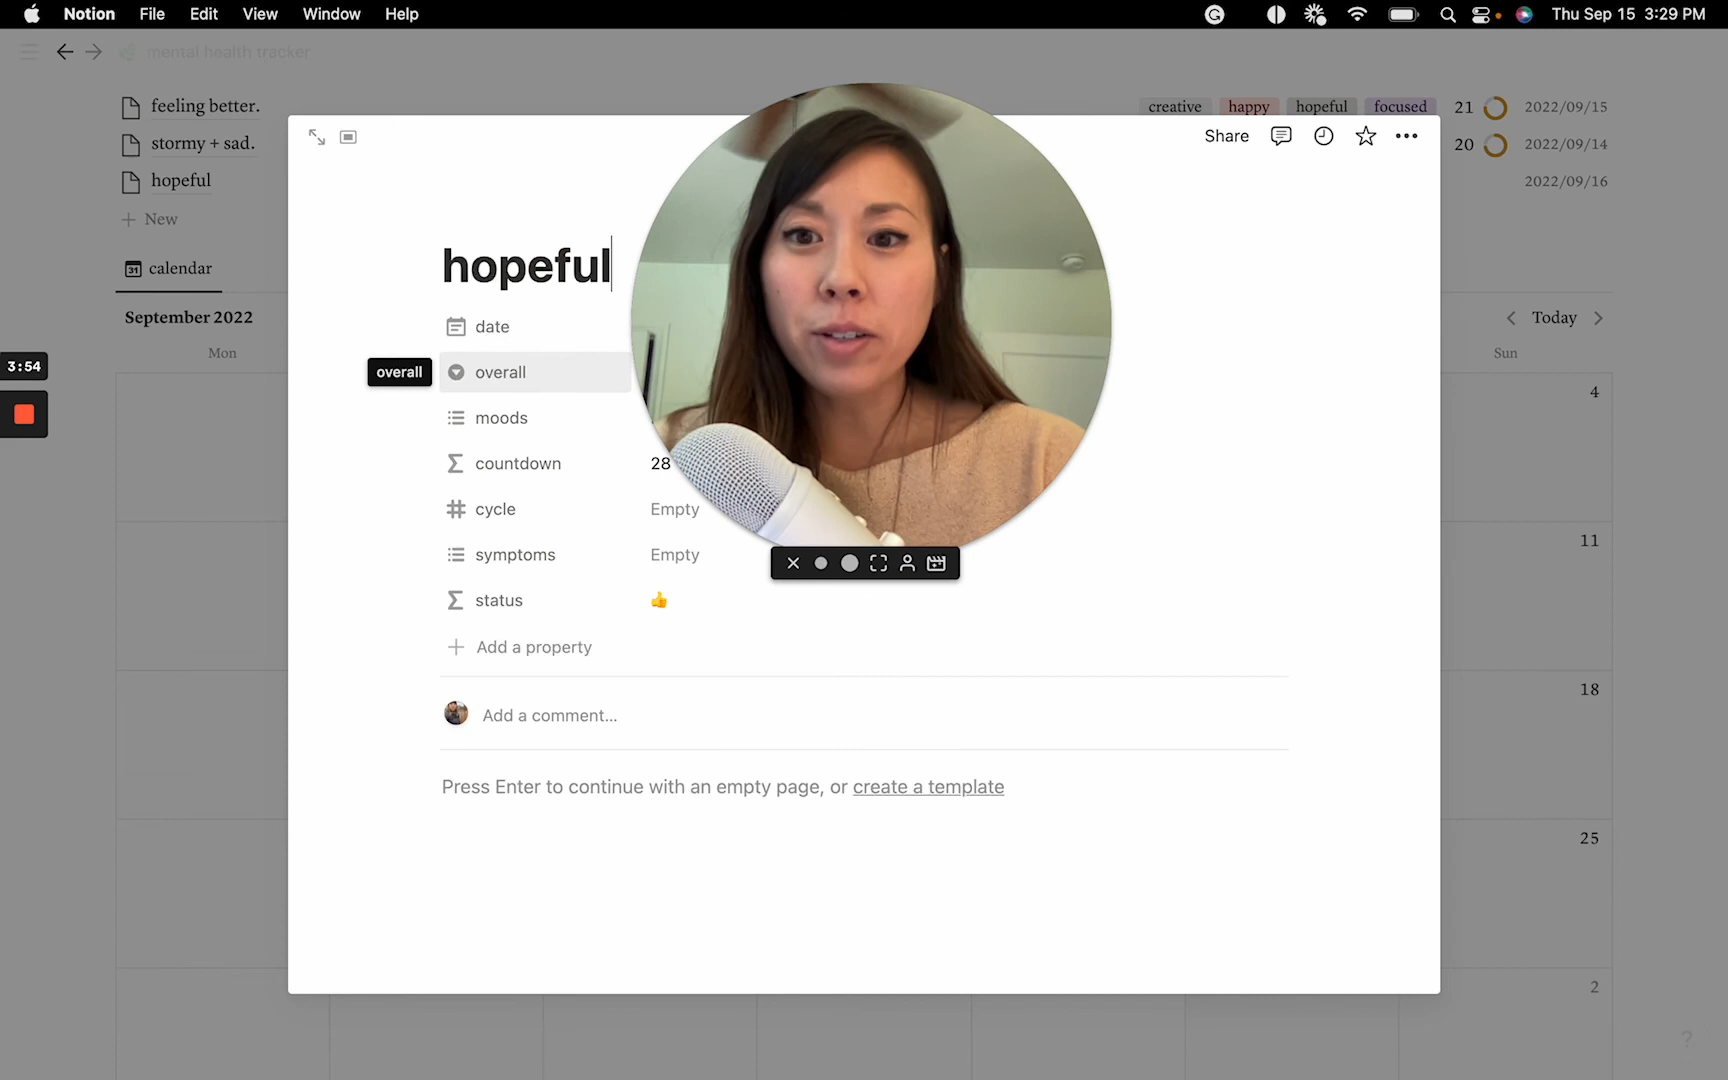 Notion File Edit View Window Help Thu Sep 15 3:29 PM
mental health tracker
feeling better. creative happy hopeful focused 21 2022/09/15
stormy + sad. 20 2022/09/14
hopeful 2022/09/16
New
calendar
September 2022 Today
Mon Sun
4
11
18
25
2
3:54
Share
hopeful
date
overall overall
moods
countdown 28
cycle Empty
symptoms Empty
status 👍
Add a property
Add a comment...
Press Enter to continue with an empty page, or create a template
?